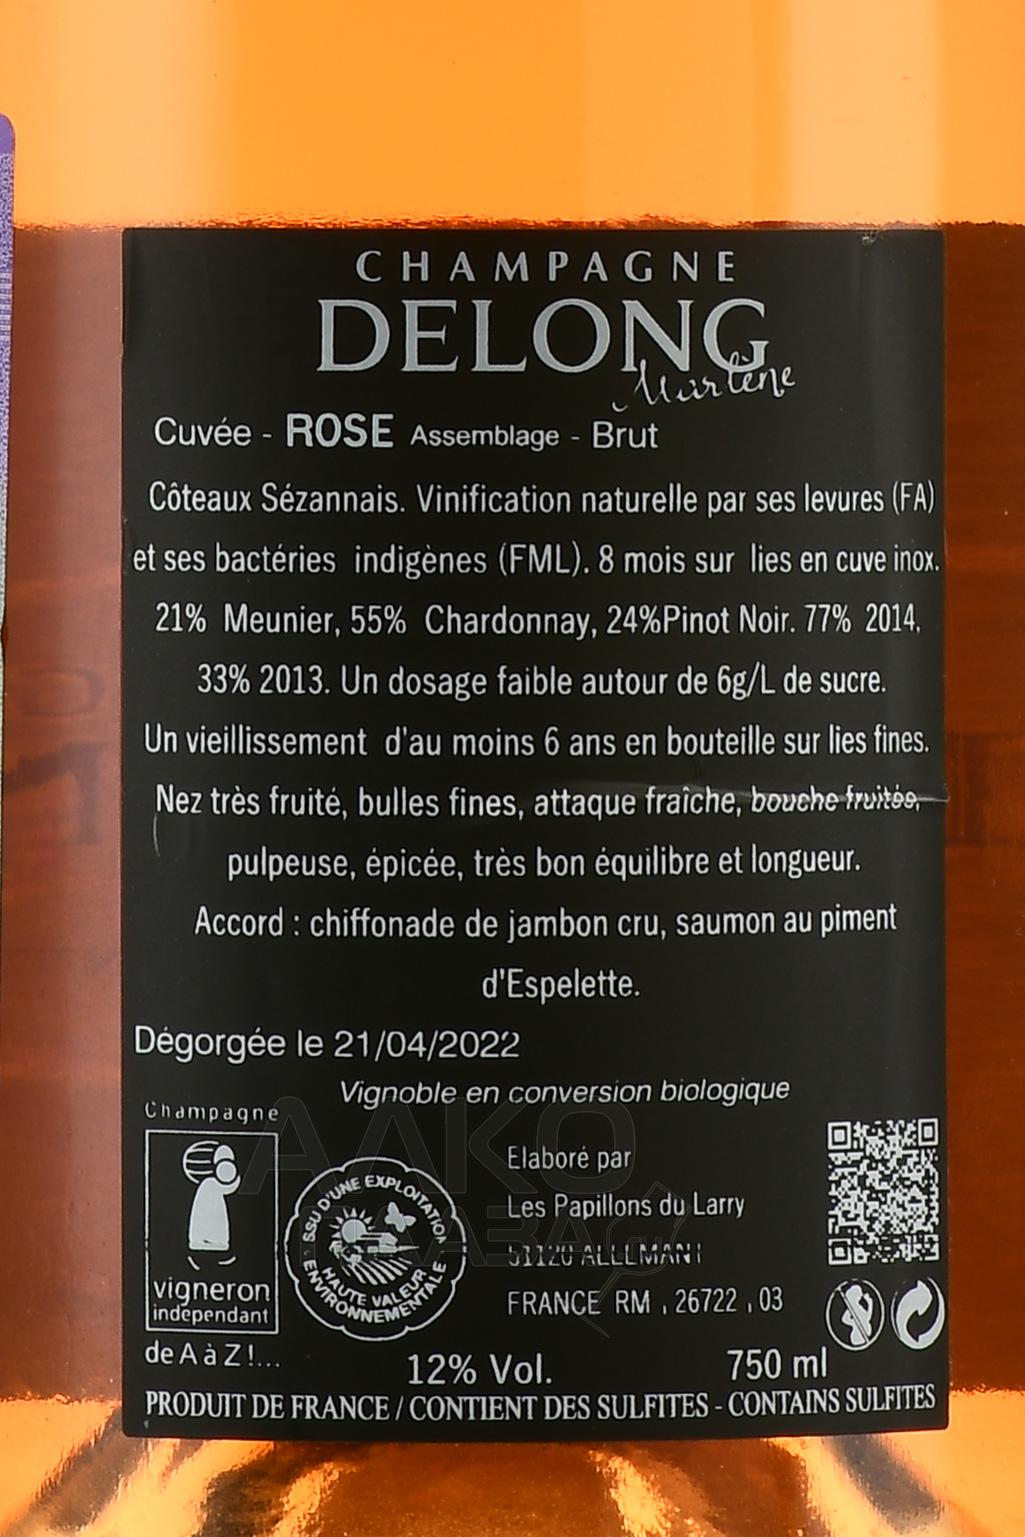 CHAMPAGNE
DELONG
Marlène
Cuvée - ROSE Assemblage - Brut
Côteaux Sézannais. Vinification naturelle par ses levures (FA)
et ses bactéries indigènes (FML). 8 mois sur lies en cuve inox.
21% Meunier, 55% Chardonnay, 24%Pinot Noir. 77% 2014,
33% 2013. Un dosage faible autour de 6g/L de sucre.
Un vieillissement d'au moins 6 ans en bouteille sur lies fines.
Nez très fruité, bulles fines, attaque fraîche, bouche fruitée,
pulpeuse, épicée, très bon équilibre et longueur.
Accord : chiffonade de jambon cru, saumon au piment
d'Espelette.
Dégorgée le 21/04/2022
Vignoble en conversion biologique
Champagne
vigneron
independant
de A à Z !...
SSU D'UNE EXPLOITATION
HAUTE VALEUR
ENVIRONNEMENTALE
Elaboré par
Les Papillons du Larry
51120 ALLEMANT
FRANCE RM . 26722 . 03
12% Vol.
750 ml
PRODUIT DE FRANCE / CONTIENT DES SULFITES - CONTAINS SULFITES